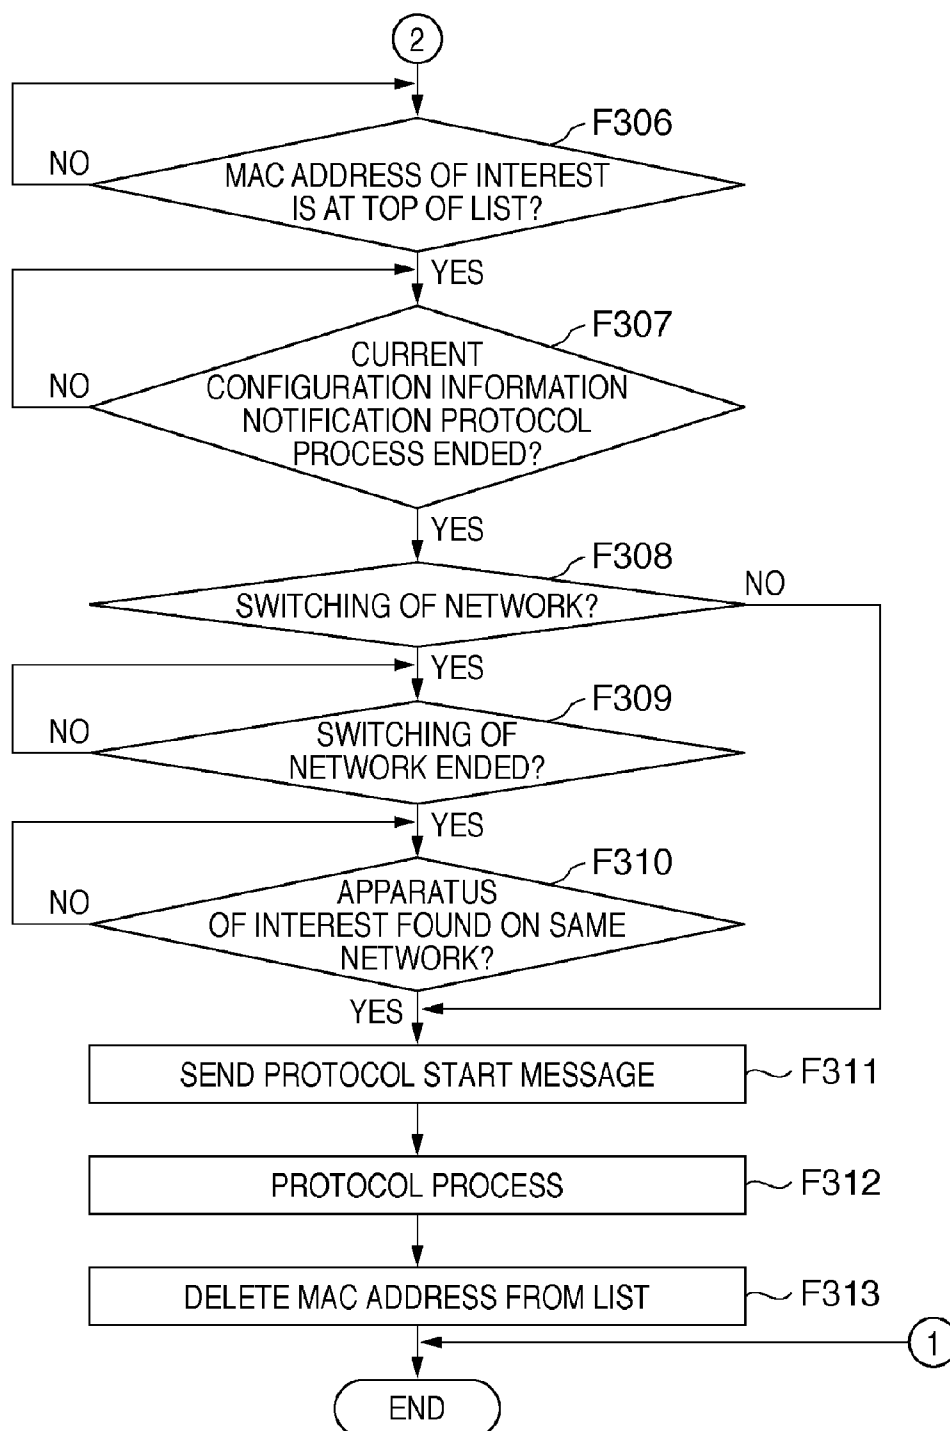 2
F306
NO
MAC ADDRESS OF INTEREST
IS AT TOP OF LIST?
YES
F307
NO
CURRENT
CONFIGURATION INFORMATION
NOTIFICATION PROTOCOL
PROCESS ENDED?
YES
F308
NO
SWITCHING OF NETWORK?
YES
F309
NO
SWITCHING OF
NETWORK ENDED?
YES
F310
NO
APPARATUS
OF INTEREST FOUND ON SAME
NETWORK?
YES
SEND PROTOCOL START MESSAGE
F311
PROTOCOL PROCESS
F312
DELETE MAC ADDRESS FROM LIST
F313
1
END